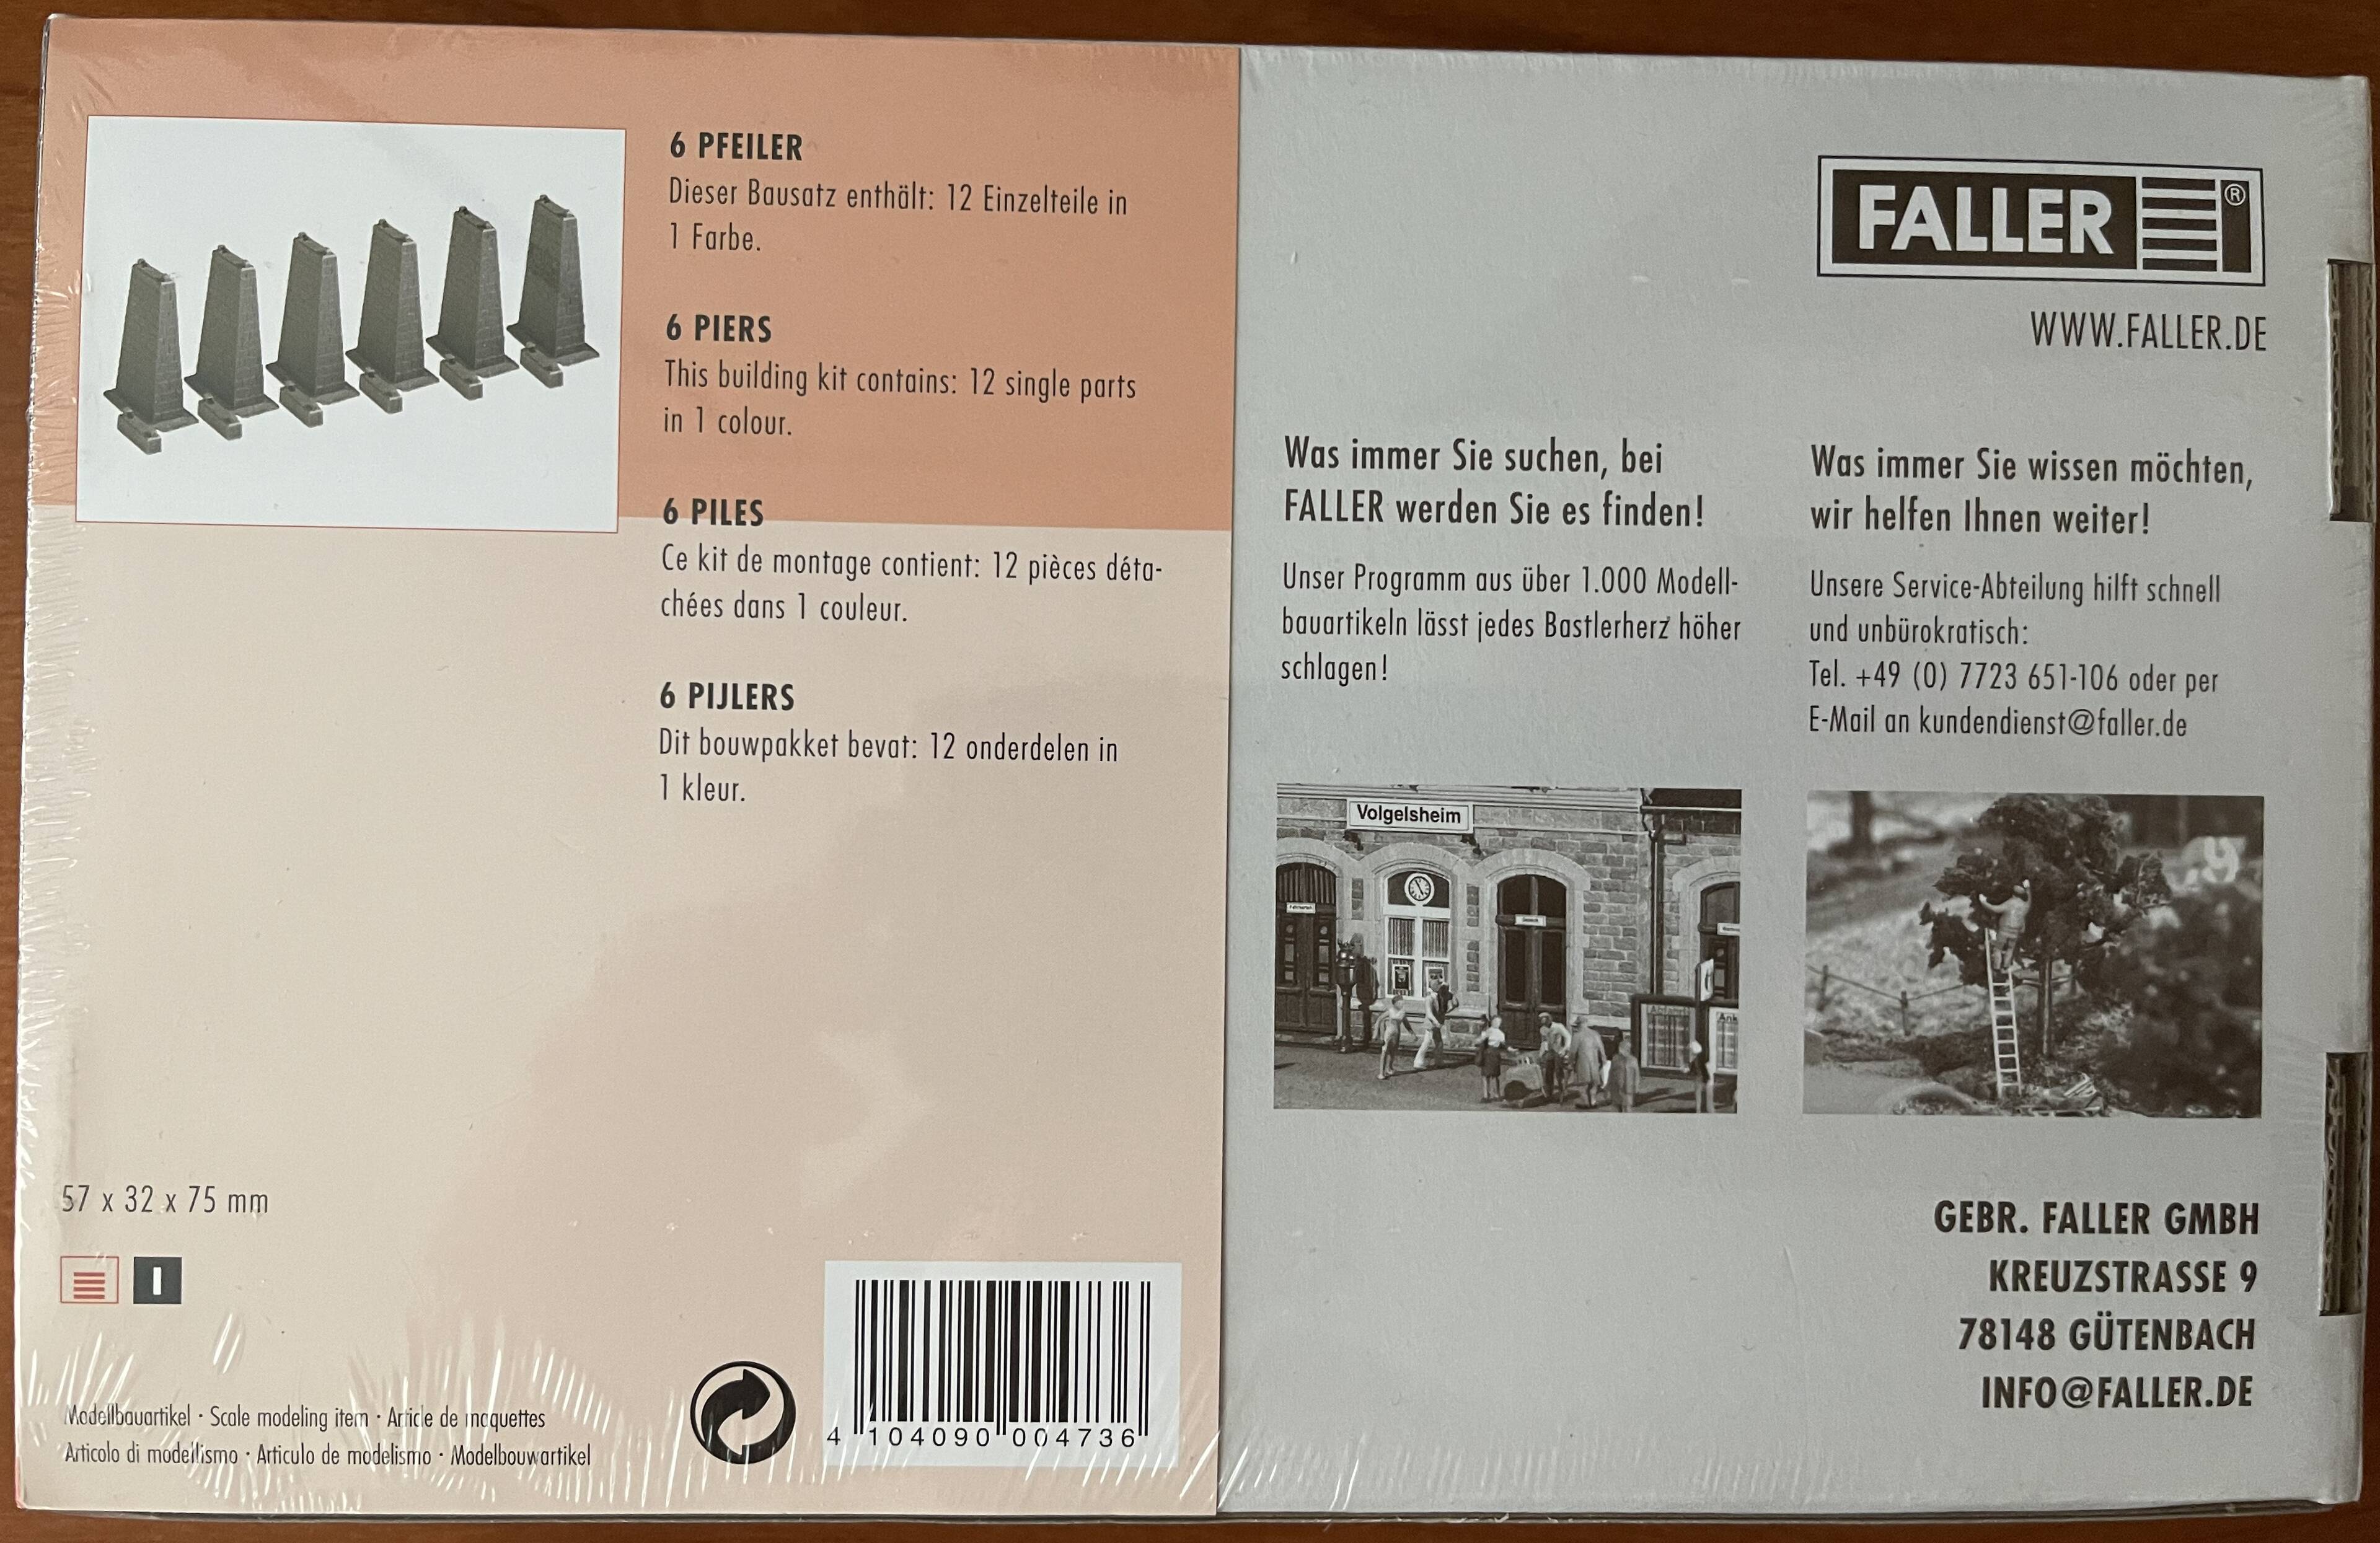 6 PFEILER
Dieser Bausatz enthält: 12 Einzelteile in
1 Farbe.
6 PIERS
This building kit contains: 12 single parts
in 1 colour.
6 PILES
Ce kit de montage contient: 12 pièces déta-
chées dans 1 couleur.
6 PIJLERS
Dit bouwpakket bevat: 12 onderdelen in
1 kleur.
57 x 32 x 75 mm
I
Modellbauartikel · Scale modeling item · Article de maquettes
Articolo di modellismo · Articulo de modelismo · Modelbouwartikel
4 104090 004736
FALLER ®
WWW.FALLER.DE
Was immer Sie suchen, bei
FALLER werden Sie es finden!
Unser Programm aus über 1.000 Modell-
bauartikeln lässt jedes Bastlerherz höher
schlagen!
Volgelsheim
Was immer Sie wissen möchten,
wir helfen Ihnen weiter!
Unsere Service-Abteilung hilft schnell
und unbürokratisch:
Tel. +49 (0) 7723 651-106 oder per
E-Mail an kundendienst@faller.de
GEBR. FALLER GMBH
KREUZSTRASSE 9
78148 GÜTENBACH
INFO@FALLER.DE